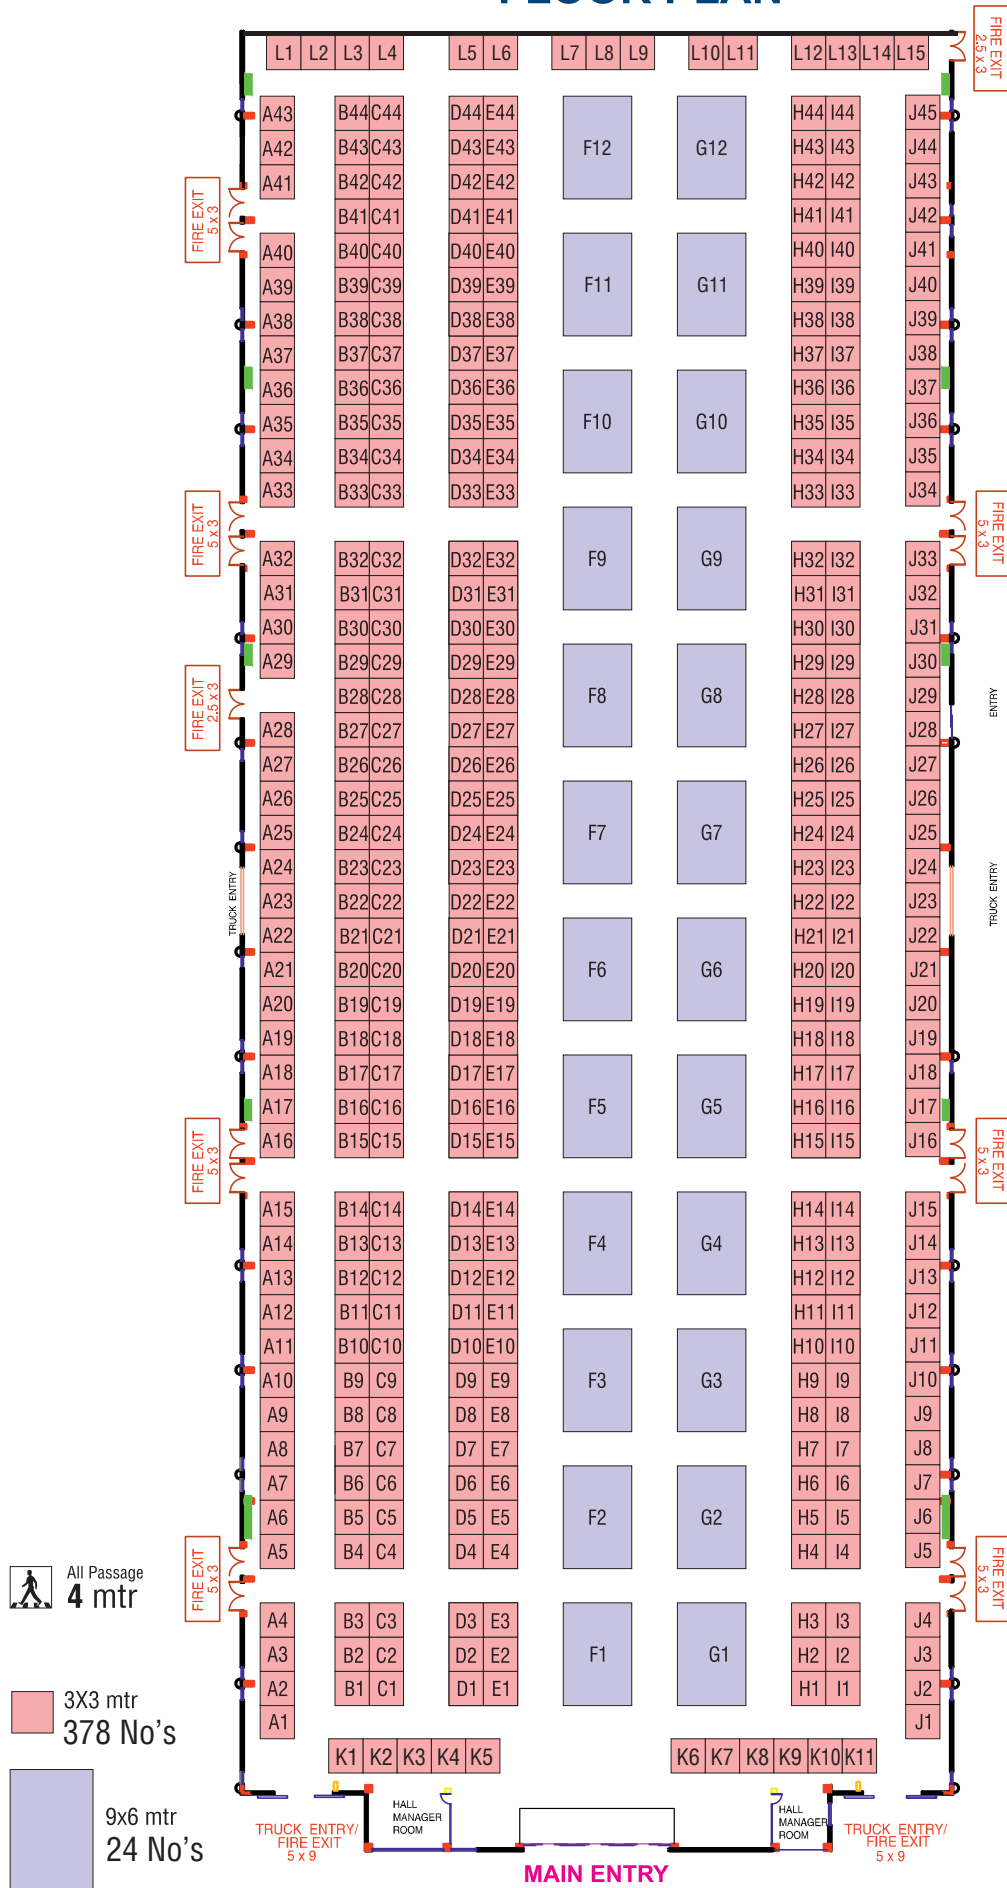 FLOOR PLAN
L1 L2 L3 L4 L5 L6 L7 L8 L9 L10 L11 L12 L13 L14 L15
FIRE EXIT
2.5 x 3
A43 B44 C44 D44 E44 F12 G12 H44 I44 J45
A42 B43 C43 D43 E43 H43 I43 J44
A41 B42 C42 D42 E42 H42 I42 J43
FIRE EXIT
5 x 3
B41 C41 D41 E41 H41 I41 J42
A40 B40 C40 D40 E40 F11 G11 H40 I40 J41
A39 B39 C39 D39 E39 H39 I39 J40
A38 B38 C38 D38 E38 H38 I38 J39
A37 B37 C37 D37 E37 H37 I37 J38
A36 B36 C36 D36 E36 F10 G10 H36 I36 J37
A35 B35 C35 D35 E35 H35 I35 J36
A34 B34 C34 D34 E34 H34 I34 J35
A33 B33 C33 D33 E33 H33 I33 J34
FIRE EXIT
5 x 3
FIRE EXIT
5 x 3
A32 B32 C32 D32 E32 F9 G9 H32 I32 J33
A31 B31 C31 D31 E31 H31 I31 J32
A30 B30 C30 D30 E30 H30 I30 J31
A29 B29 C29 D29 E29 H29 I29 J30
FIRE EXIT
2.5 x 3
B28 C28 D28 E28 F8 G8 H28 I28 J29
ENTRY
A28 B27 C27 D27 E27 H27 I27 J28
A27 B26 C26 D26 E26 H26 I26 J27
A26 B25 C25 D25 E25 H25 I25 J26
A25 B24 C24 D24 E24 F7 G7 H24 I24 J25
A24 B23 C23 D23 E23 H23 I23 J24
TRUCK ENTRY
TRUCK ENTRY
A23 B22 C22 D22 E22 H22 I22 J23
A22 B21 C21 D21 E21 H21 I21 J22
A21 B20 C20 D20 E20 F6 G6 H20 I20 J21
A20 B19 C19 D19 E19 H19 I19 J20
A19 B18 C18 D18 E18 H18 I18 J19
A18 B17 C17 D17 E17 H17 I17 J18
A17 B16 C16 D16 E16 F5 G5 H16 I16 J17
A16 B15 C15 D15 E15 H15 I15 J16
FIRE EXIT
5 x 3
FIRE EXIT
5 x 3
A15 B14 C14 D14 E14 H14 I14 J15
A14 B13 C13 D13 E13 F4 G4 H13 I13 J14
A13 B12 C12 D12 E12 H12 I12 J13
A12 B11 C11 D11 E11 H11 I11 J12
A11 B10 C10 D10 E10 H10 I10 J11
A10 B9 C9 D9 E9 F3 G3 H9 I9 J10
A9 B8 C8 D8 E8 H8 I8 J9
A8 B7 C7 D7 E7 H7 I7 J8
A7 B6 C6 D6 E6 H6 I6 J7
A6 B5 C5 D5 E5 F2 G2 H5 I5 J6
A5 B4 C4 D4 E4 H4 I4 J5
FIRE EXIT
5 x 3
FIRE EXIT
5 x 3
All Passage
4 mtr
A4 B3 C3 D3 E3 H3 I3 J4
A3 B2 C2 D2 E2 F1 G1 H2 I2 J3
A2 B1 C1 D1 E1 H1 I1 J2
A1 J1
3X3 mtr
378 No's
K1 K2 K3 K4 K5 K6 K7 K8 K9 K10 K11
9x6 mtr
24 No's
HALL
MANAGER
ROOM
HALL
MANAGER
ROOM
TRUCK ENTRY/
FIRE EXIT
5 x 9
TRUCK ENTRY/
FIRE EXIT
5 x 9
MAIN ENTRY